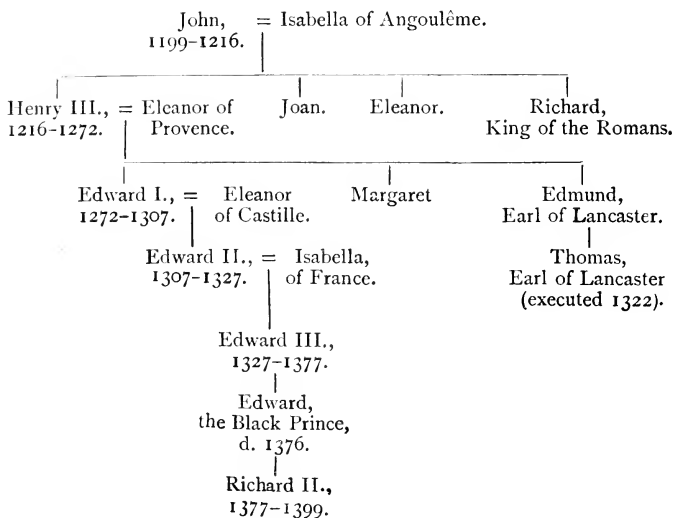 John, = Isabella of Angoulême.
1199–1216.
Henry III., = Eleanor of Joan. Eleanor. Richard,
1216–1272. Provence. King of the Romans.
Edward I., = Eleanor Margaret Edmund,
1272–1307. of Castille. Earl of Lancaster.
Edward II., = Isabella, Thomas,
1307–1327. of France. Earl of Lancaster
(executed 1322).
Edward III.,
1327–1377.
Edward,
the Black Prince,
d. 1376.
Richard II.,
1377–1399.